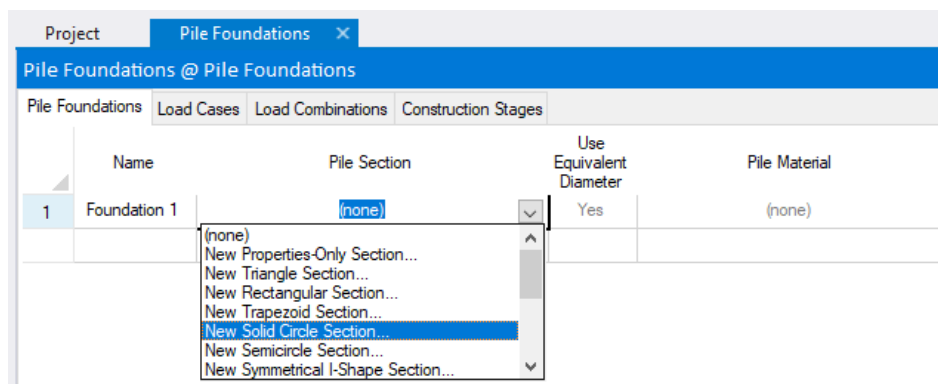 Project Pile Foundations ×
Pile Foundations @ Pile Foundations
Pile Foundations Load Cases Load Combinations Construction Stages
Name Pile Section Use Equivalent Diameter Pile Material
1 Foundation 1 (none) Yes (none)
(none)
New Properties-Only Section...
New Triangle Section...
New Rectangular Section...
New Trapezoid Section...
New Solid Circle Section...
New Semicircle Section...
New Symmetrical I-Shape Section...